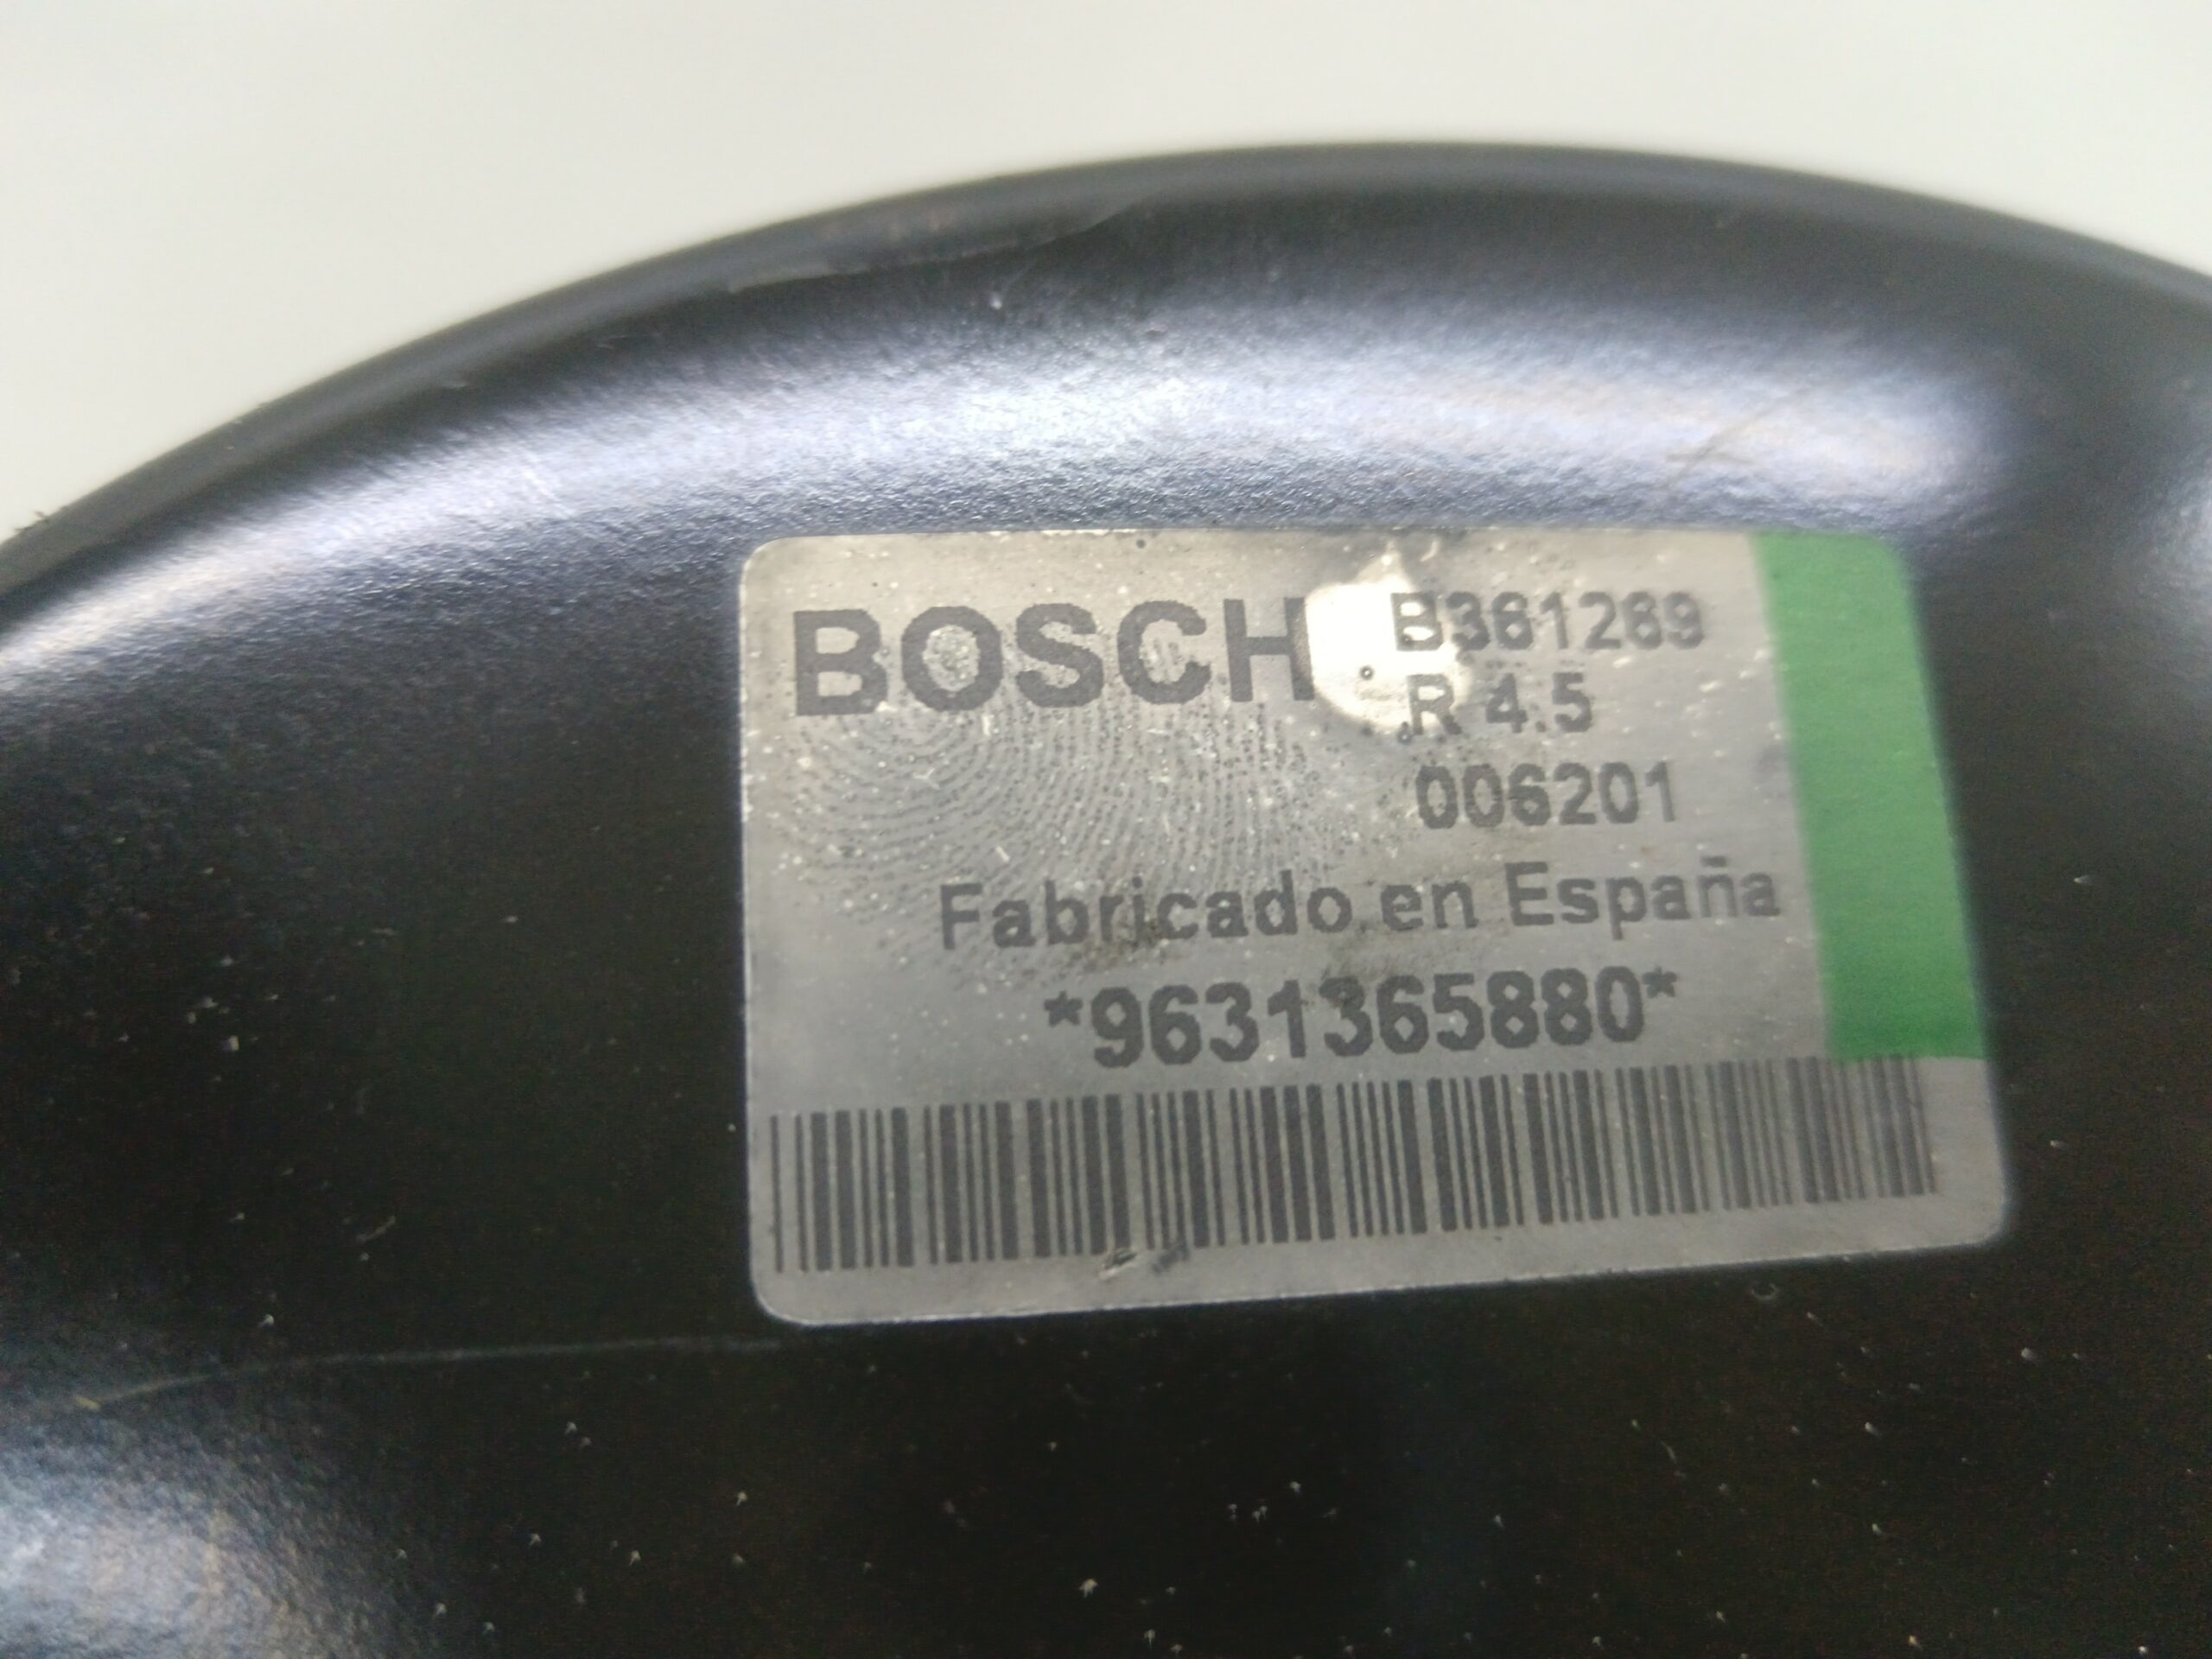 BOSCH B361289
R 4.5
006201
Fabricado en España
*9631365880*